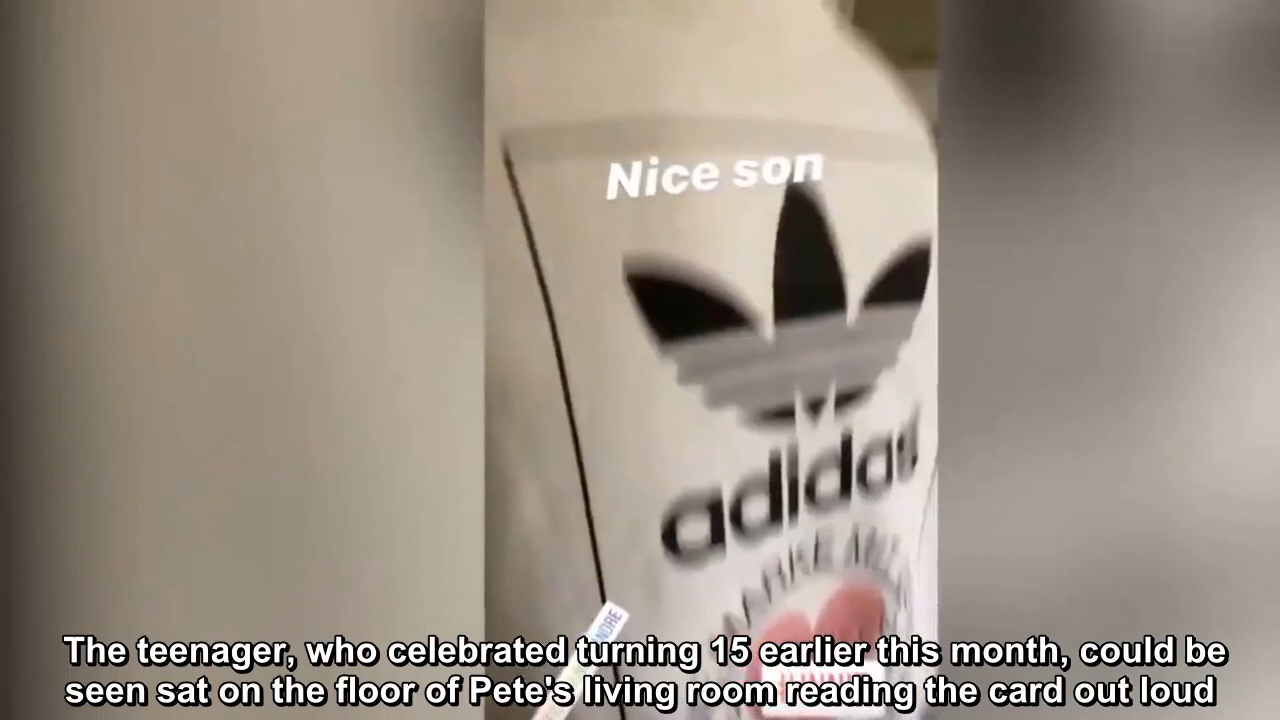 Nice son
adidas
The teenager, who celebrated turning 15 earlier this month, could be
seen sat on the floor of Pete's living room reading the card out loud